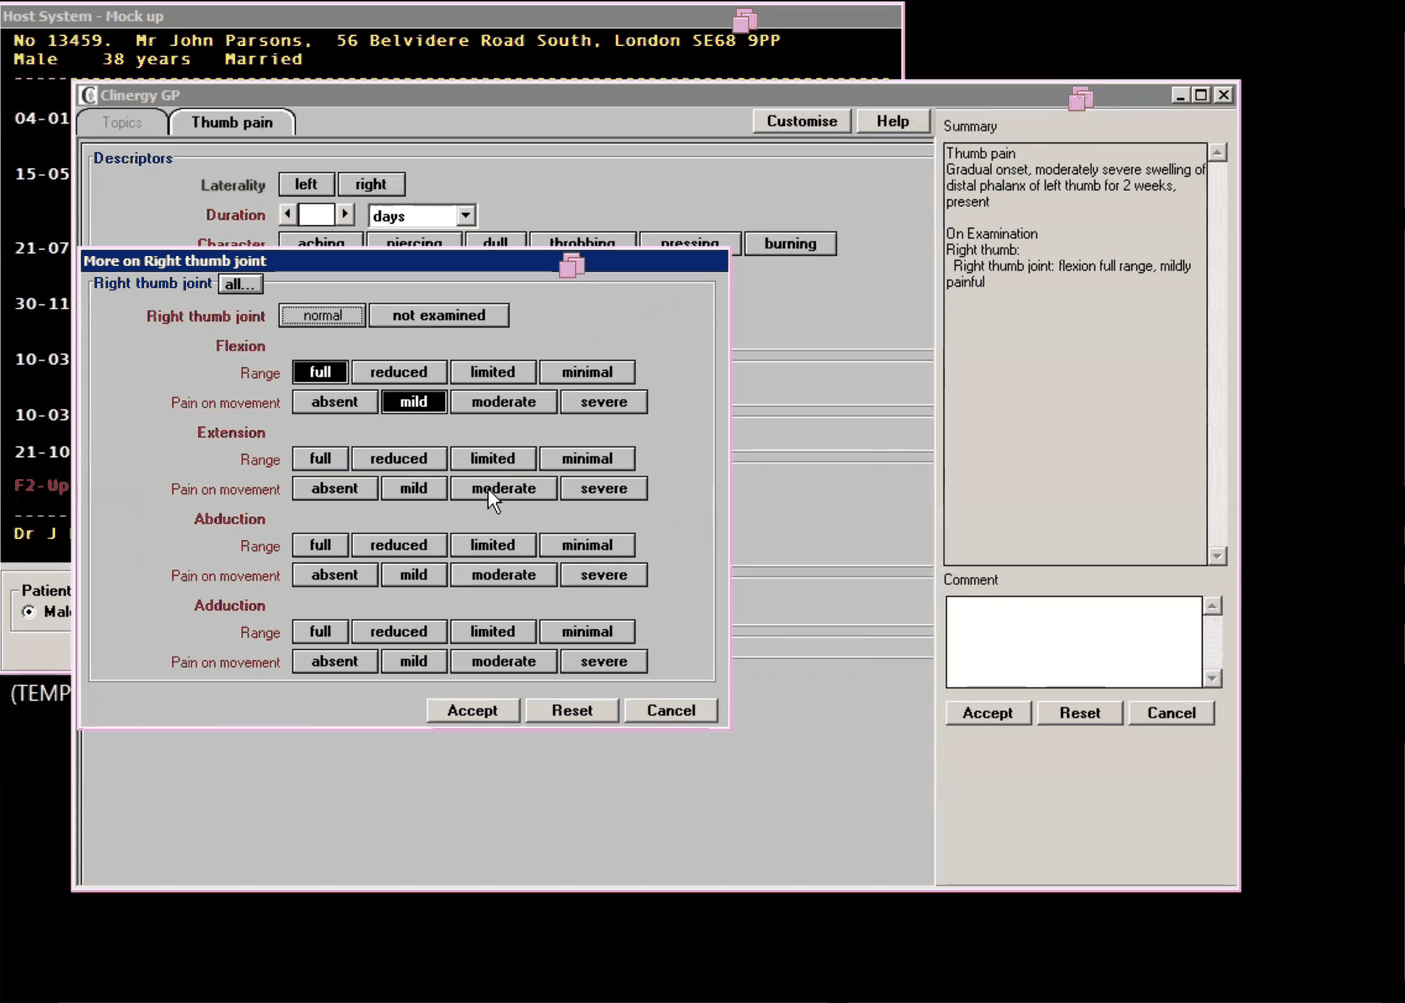 Host System - Mock up
No 13459. Mr John Parsons, 56 Belvidere Road South, London SE68 9PP
Male 38 years Married
Clinergy GP
04-01
Topics Thumb pain Customise Help
Summary
Descriptors
Laterality left right
Duration days
Character aching piercing dull throbbing pressing burning
15-05
21-07
30-11
10-03
10-03
21-10
F2-Up
Dr J
Patient
Male
(TEMP
More on Right thumb joint
Right thumb joint all...
Right thumb joint normal not examined
Flexion
Range full reduced limited minimal
Pain on movement absent mild moderate severe
Extension
Range full reduced limited minimal
Pain on movement absent mild moderate severe
Abduction
Range full reduced limited minimal
Pain on movement absent mild moderate severe
Adduction
Range full reduced limited minimal
Pain on movement absent mild moderate severe
Accept Reset Cancel
Thumb pain
Gradual onset, moderately severe swelling of
distal phalanx of left thumb for 2 weeks,
present
On Examination
Right thumb:
Right thumb joint: flexion full range, mildly
painful
Comment
Accept Reset Cancel